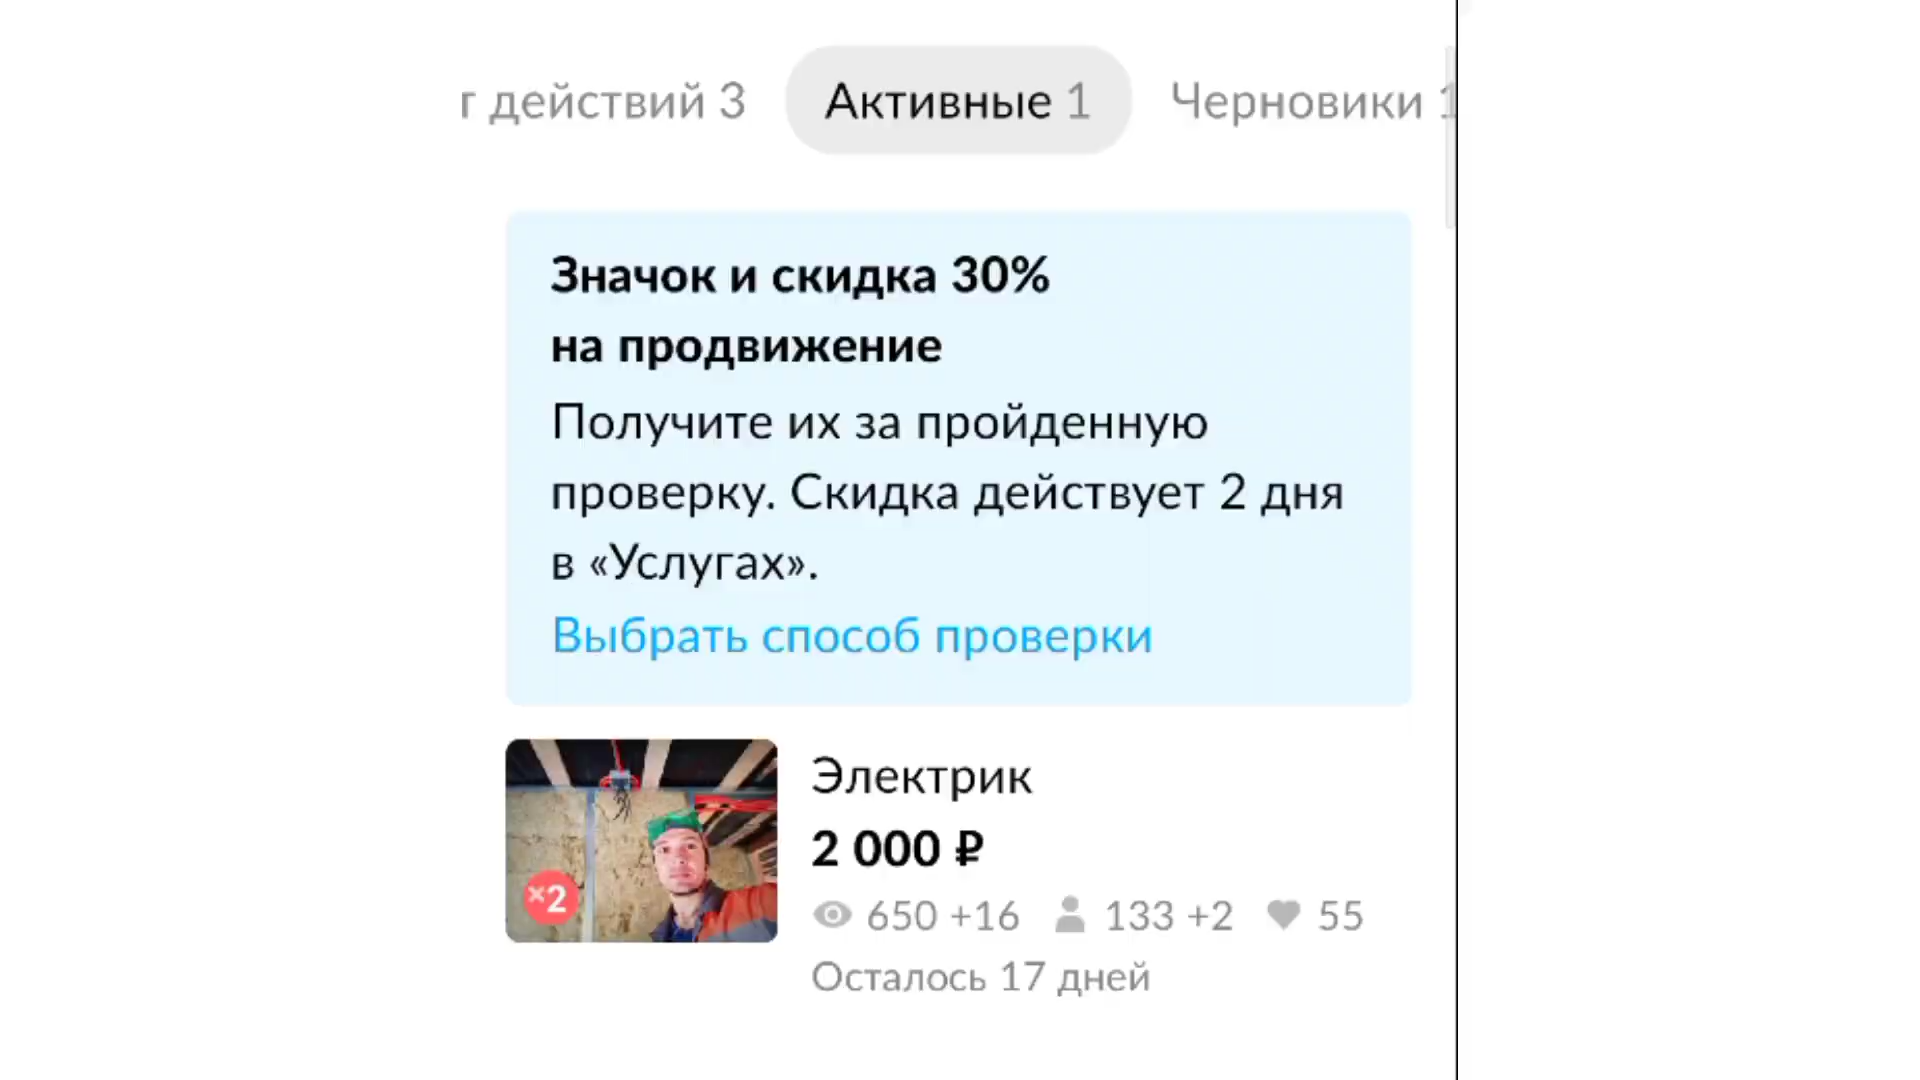 г действий 3 Активные 1 Черновики 1
Значок и скидка 30%
на продвижение
Получите их за пройденную
проверку. Скидка действует 2 дня
в «Услугах».
Выбрать способ проверки
Электрик
2 000 ₽
×2
650 +16 133 +2 55
Осталось 17 дней